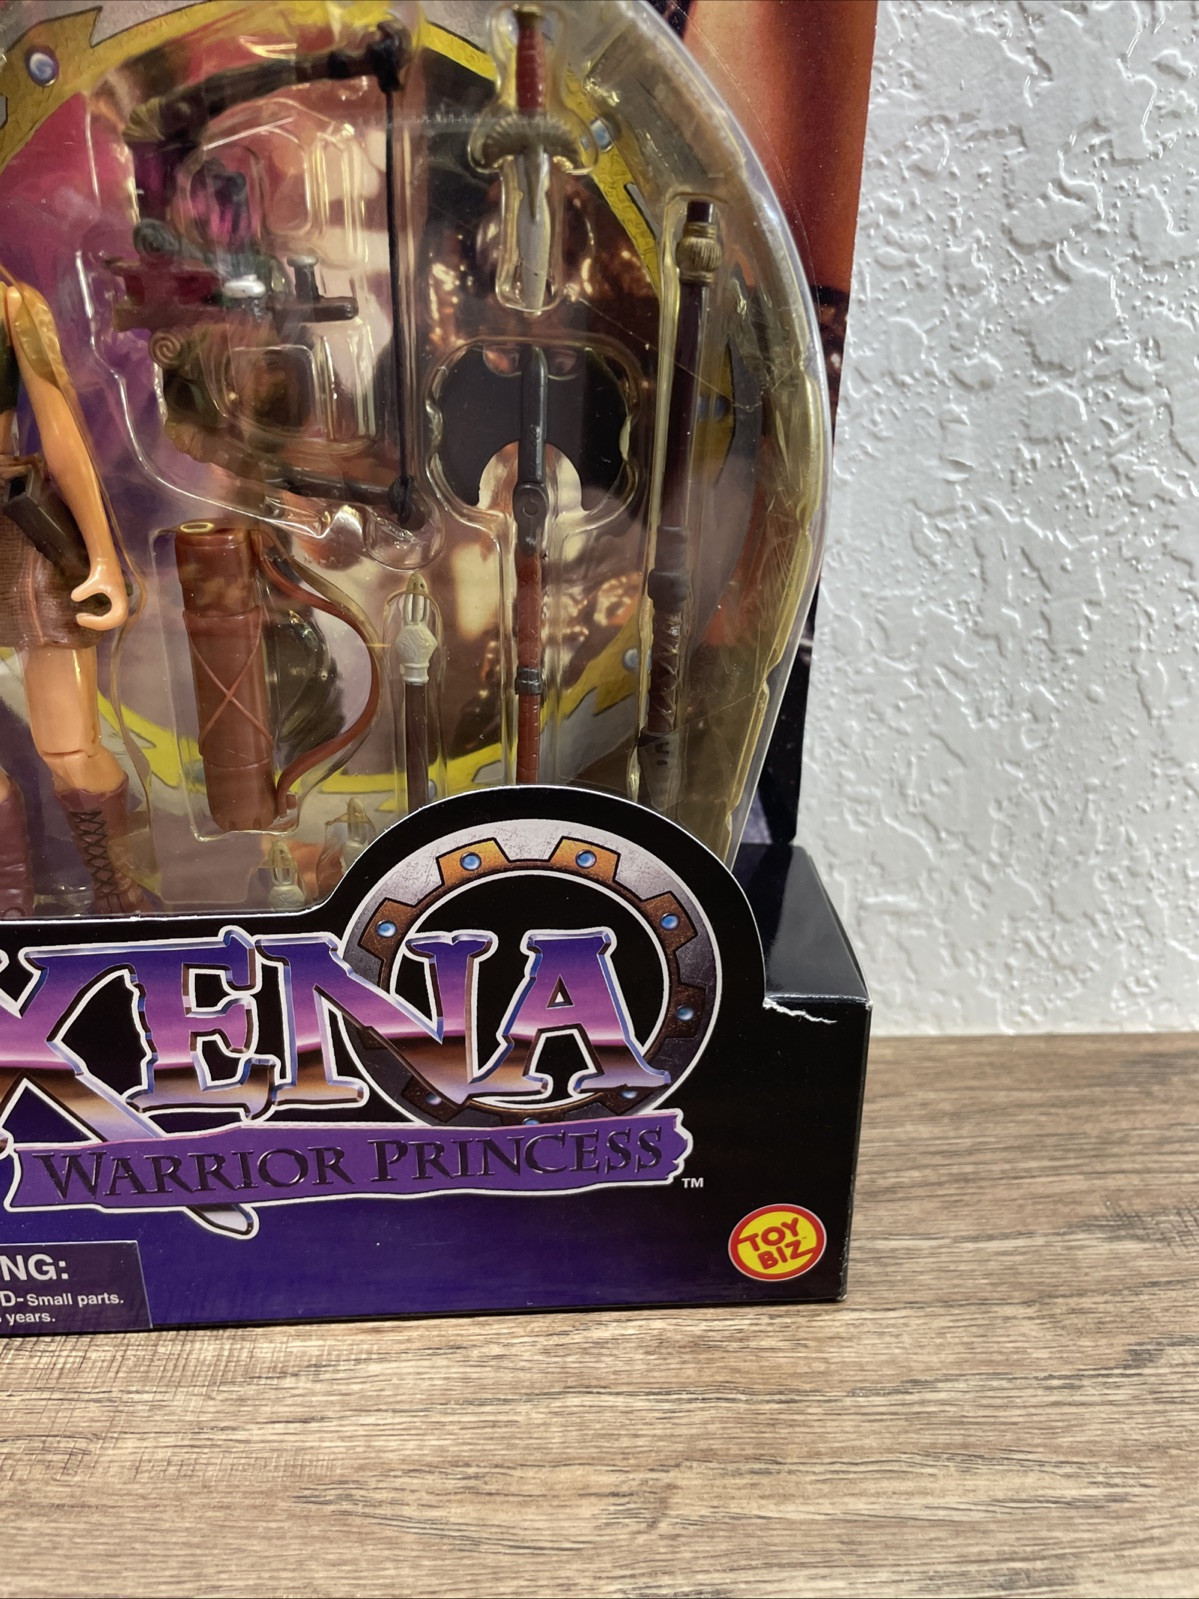 XENA
WARRIOR PRINCESS
TM
TOY
BIZ
NG:
D-Small parts.
years.